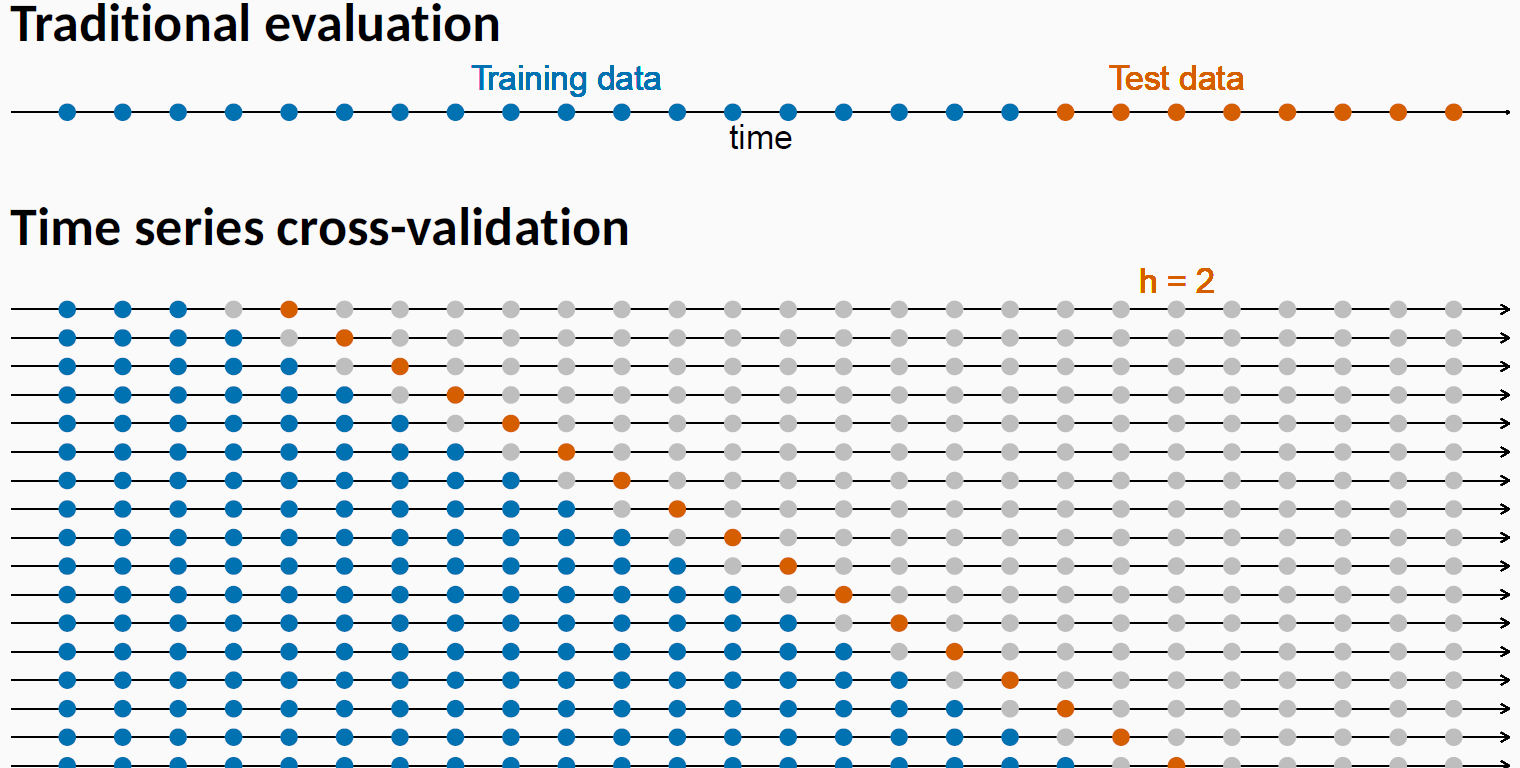 Traditional evaluation
Training data
Test data
time
Time series cross-validation
h = 2